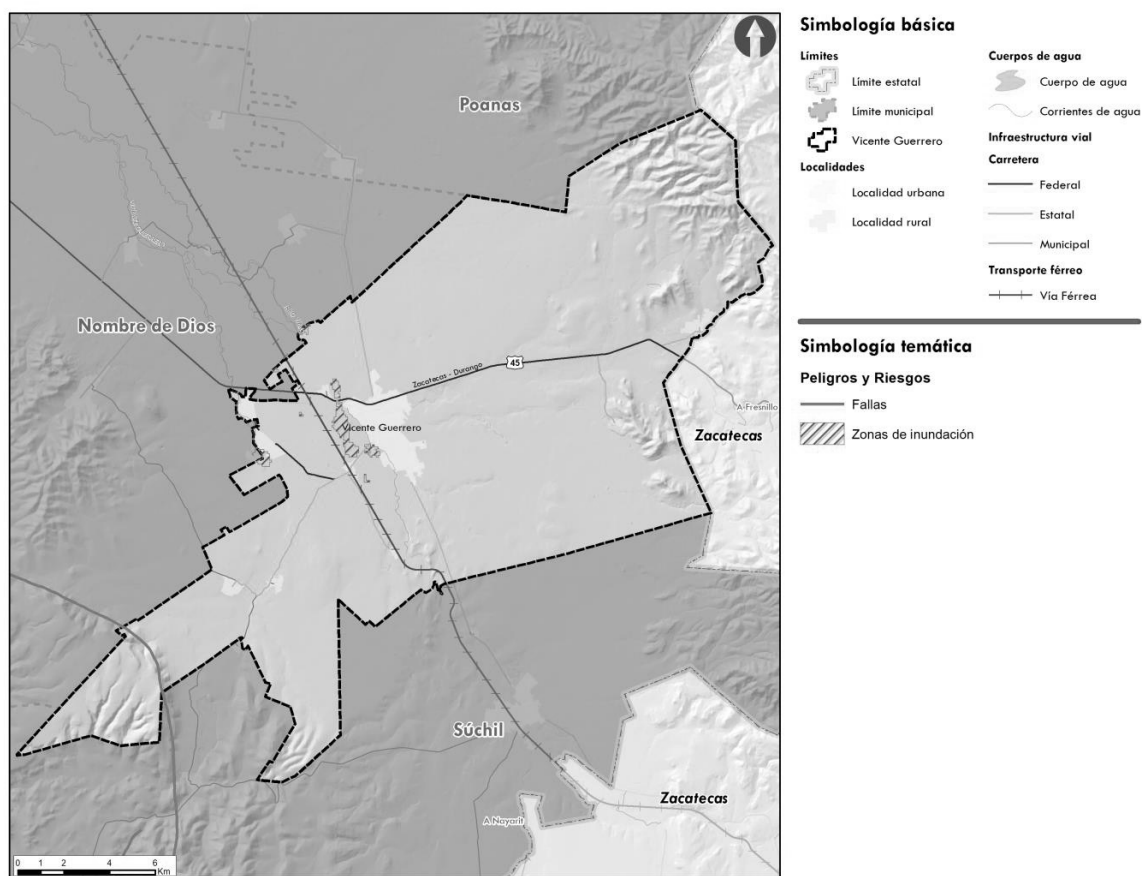 Poanas
Nombre de Dios
45
Zacatecas - Durango
A Fresnillo
Vicente Guerrero
Zacatecas
Súchil
Zacatecas
A Nayarit
0 1 2 4 6
Km
Simbología básica
Límites
Límite estatal
Límite municipal
Vicente Guerrero
Localidades
Localidad urbana
Localidad rural
Cuerpos de agua
Cuerpo de agua
Corrientes de agua
Infraestructura vial
Carretera
Federal
Estatal
Municipal
Transporte férreo
Vía Férrea
Simbología temática
Peligros y Riesgos
Fallas
Zonas de inundación